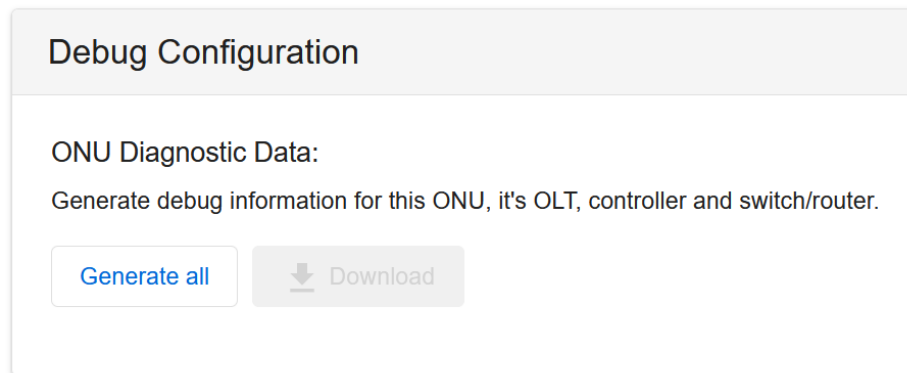 Debug Configuration
ONU Diagnostic Data:
Generate debug information for this ONU, it's OLT, controller and switch/router.
Generate all
Download